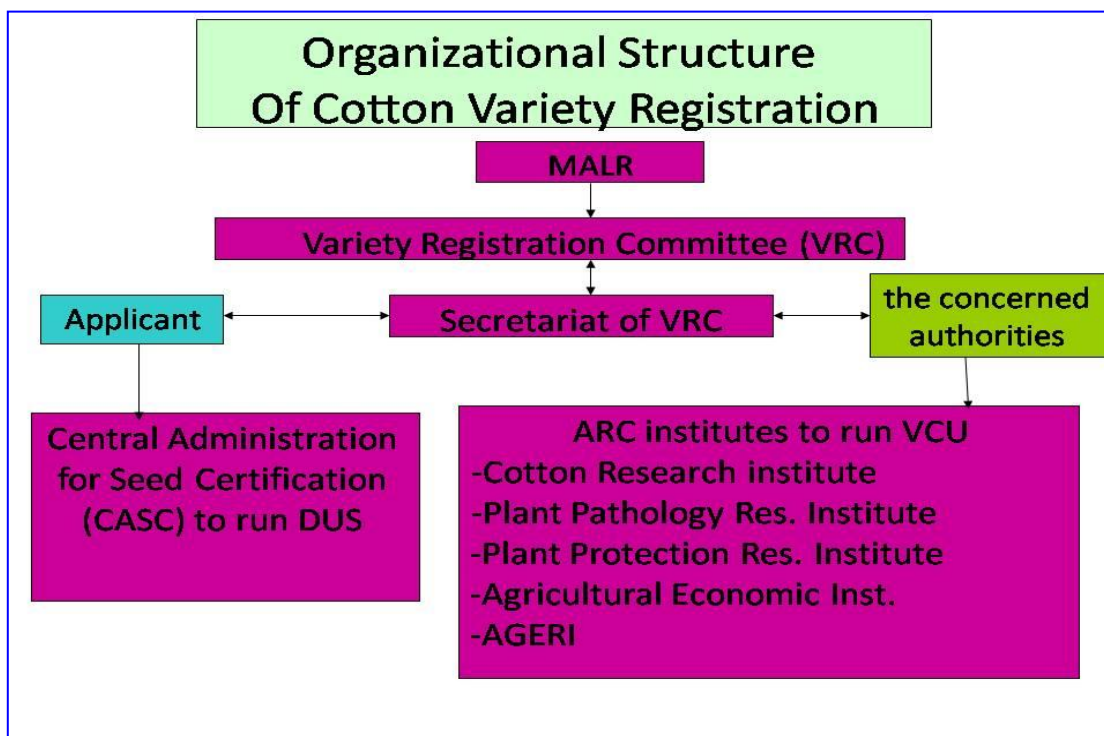 Organizational Structure
Of Cotton Variety Registration
MALR
Variety Registration Committee (VRC)
Applicant
Secretariat of VRC
the concerned
authorities
Central Administration
for Seed Certification
(CASC) to run DUS
ARC institutes to run VCU
-Cotton Research institute
-Plant Pathology Res. Institute
-Plant Protection Res. Institute
-Agricultural Economic Inst.
-AGERI